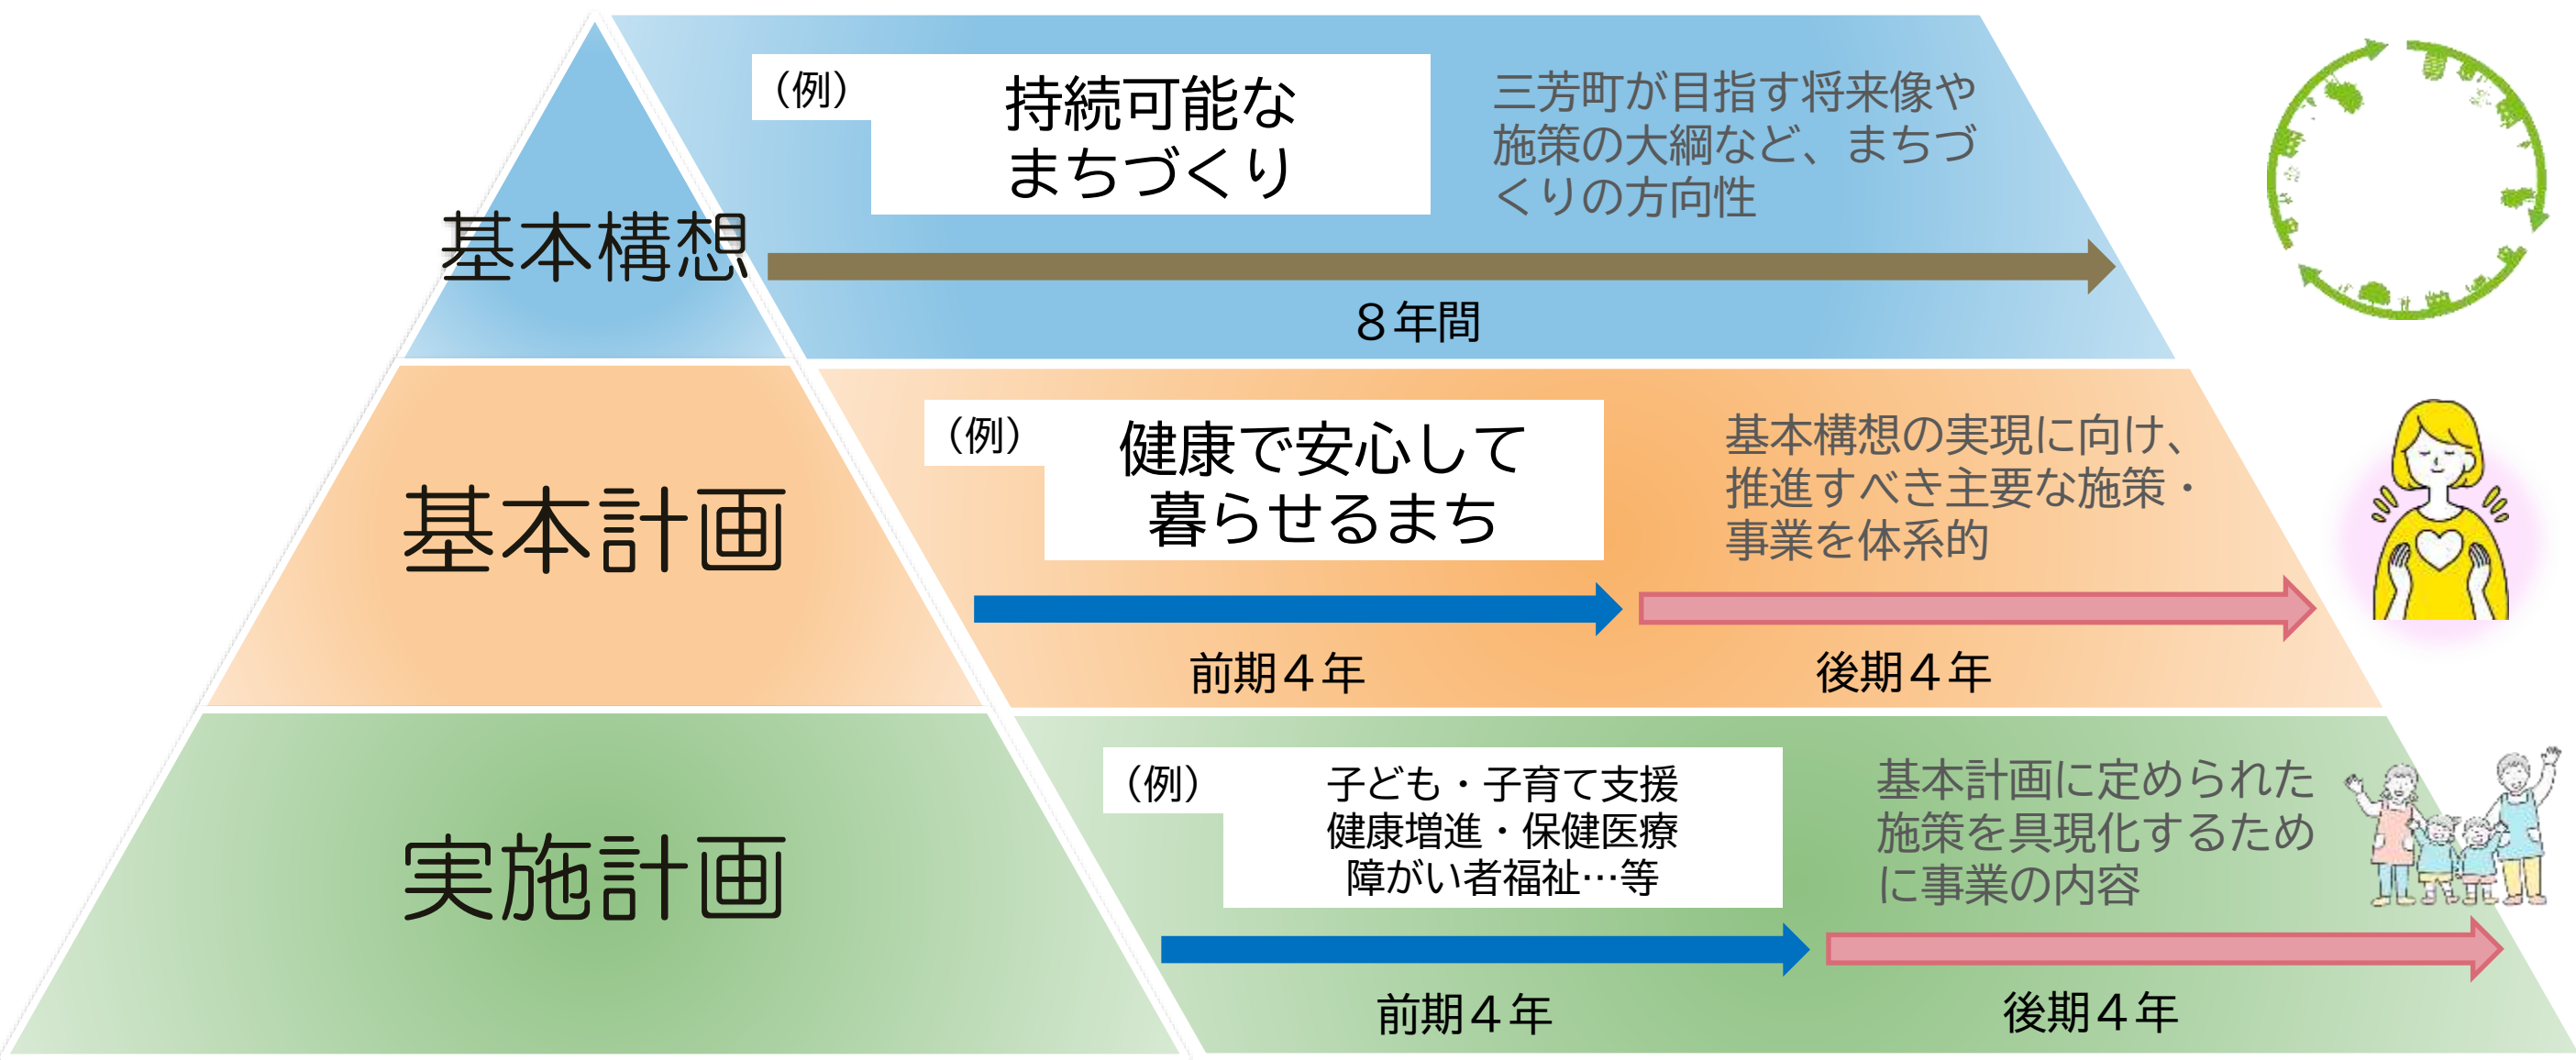 基本構想
（例）
持続可能な
まちづくり
三芳町が目指す将来像や
施策の大綱など、まちづ
くりの方向性
８年間
基本計画
（例）
健康で安心して
暮らせるまち
基本構想の実現に向け、
推進すべき主要な施策・
事業を体系的
前期４年
後期４年
実施計画
（例）
子ども・子育て支援
健康増進・保健医療
障がい者福祉…等
基本計画に定められた
施策を具現化するため
に事業の内容
前期４年
後期４年